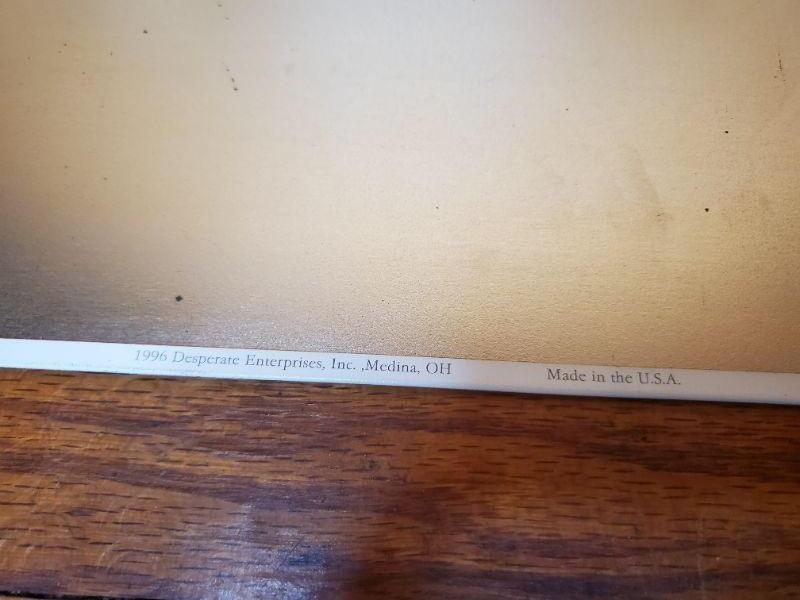 1996 Desperate Enterprises, Inc. ,Medina, OH Made in the U.S.A.